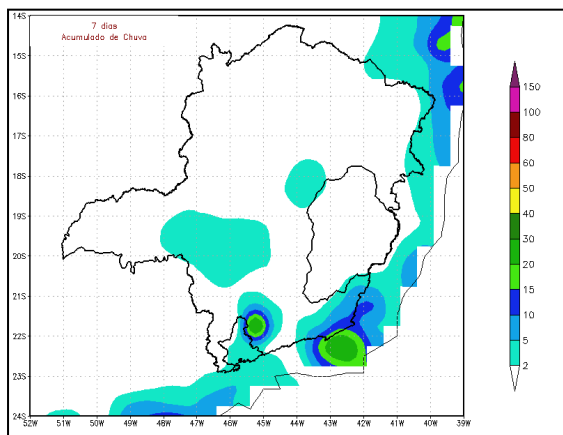 7 dias
Acumulado de Chuva
14S
15S
16S
17S
18S
19S
20S
21S
22S
23S
24S
52W 51W 50W 49W 48W 47W 46W 45W 44W 43W 42W 41W 40W 39W
150
100
80
60
50
40
30
20
15
10
5
2